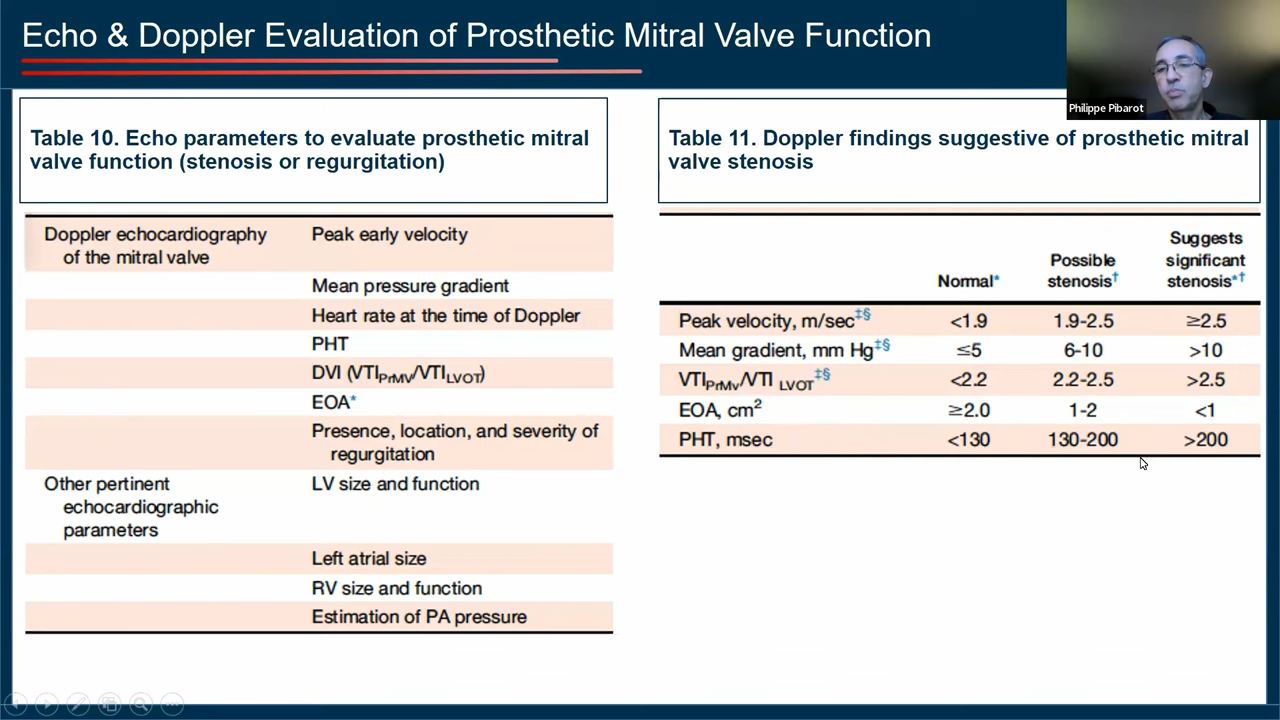 Echo & Doppler Evaluation of Prosthetic Mitral Valve Function
Philippe Pibarot
Table 10. Echo parameters to evaluate prosthetic mitral
valve function (stenosis or regurgitation)
Doppler echocardiography
of the mitral valve
Peak early velocity
Mean pressure gradient
Heart rate at the time of Doppler
PHT
DVI (VTIPrMV/VTILVOT)
EOA*
Presence, location, and severity of
regurgitation
Other pertinent
echocardiographic
parameters
LV size and function
Left atrial size
RV size and function
Estimation of PA pressure
Table 11. Doppler findings suggestive of prosthetic mitral
valve stenosis
Normal*
Possible
stenosis†
Suggests
significant
stenosis*†
Peak velocity, m/sec‡§ <1.9 1.9-2.5 ≥2.5
Mean gradient, mm Hg‡§ ≤5 6-10 >10
VTIPrMv/VTI LVOT‡§ <2.2 2.2-2.5 >2.5
EOA, cm² ≥2.0 1-2 <1
PHT, msec <130 130-200 >200